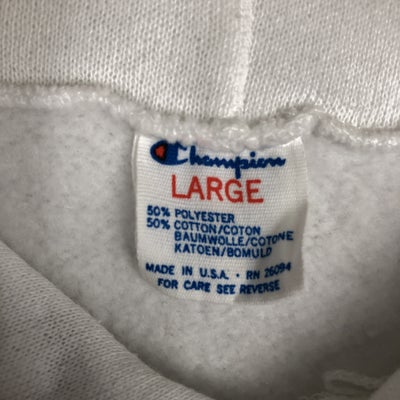 Champion
LARGE
50% POLYESTER
50% COTTON/COTON
BAUMWOLLE/COTONE
KATOEN/BOMULD
MADE IN U.S.A. • RN 26094
FOR CARE SEE REVERSE